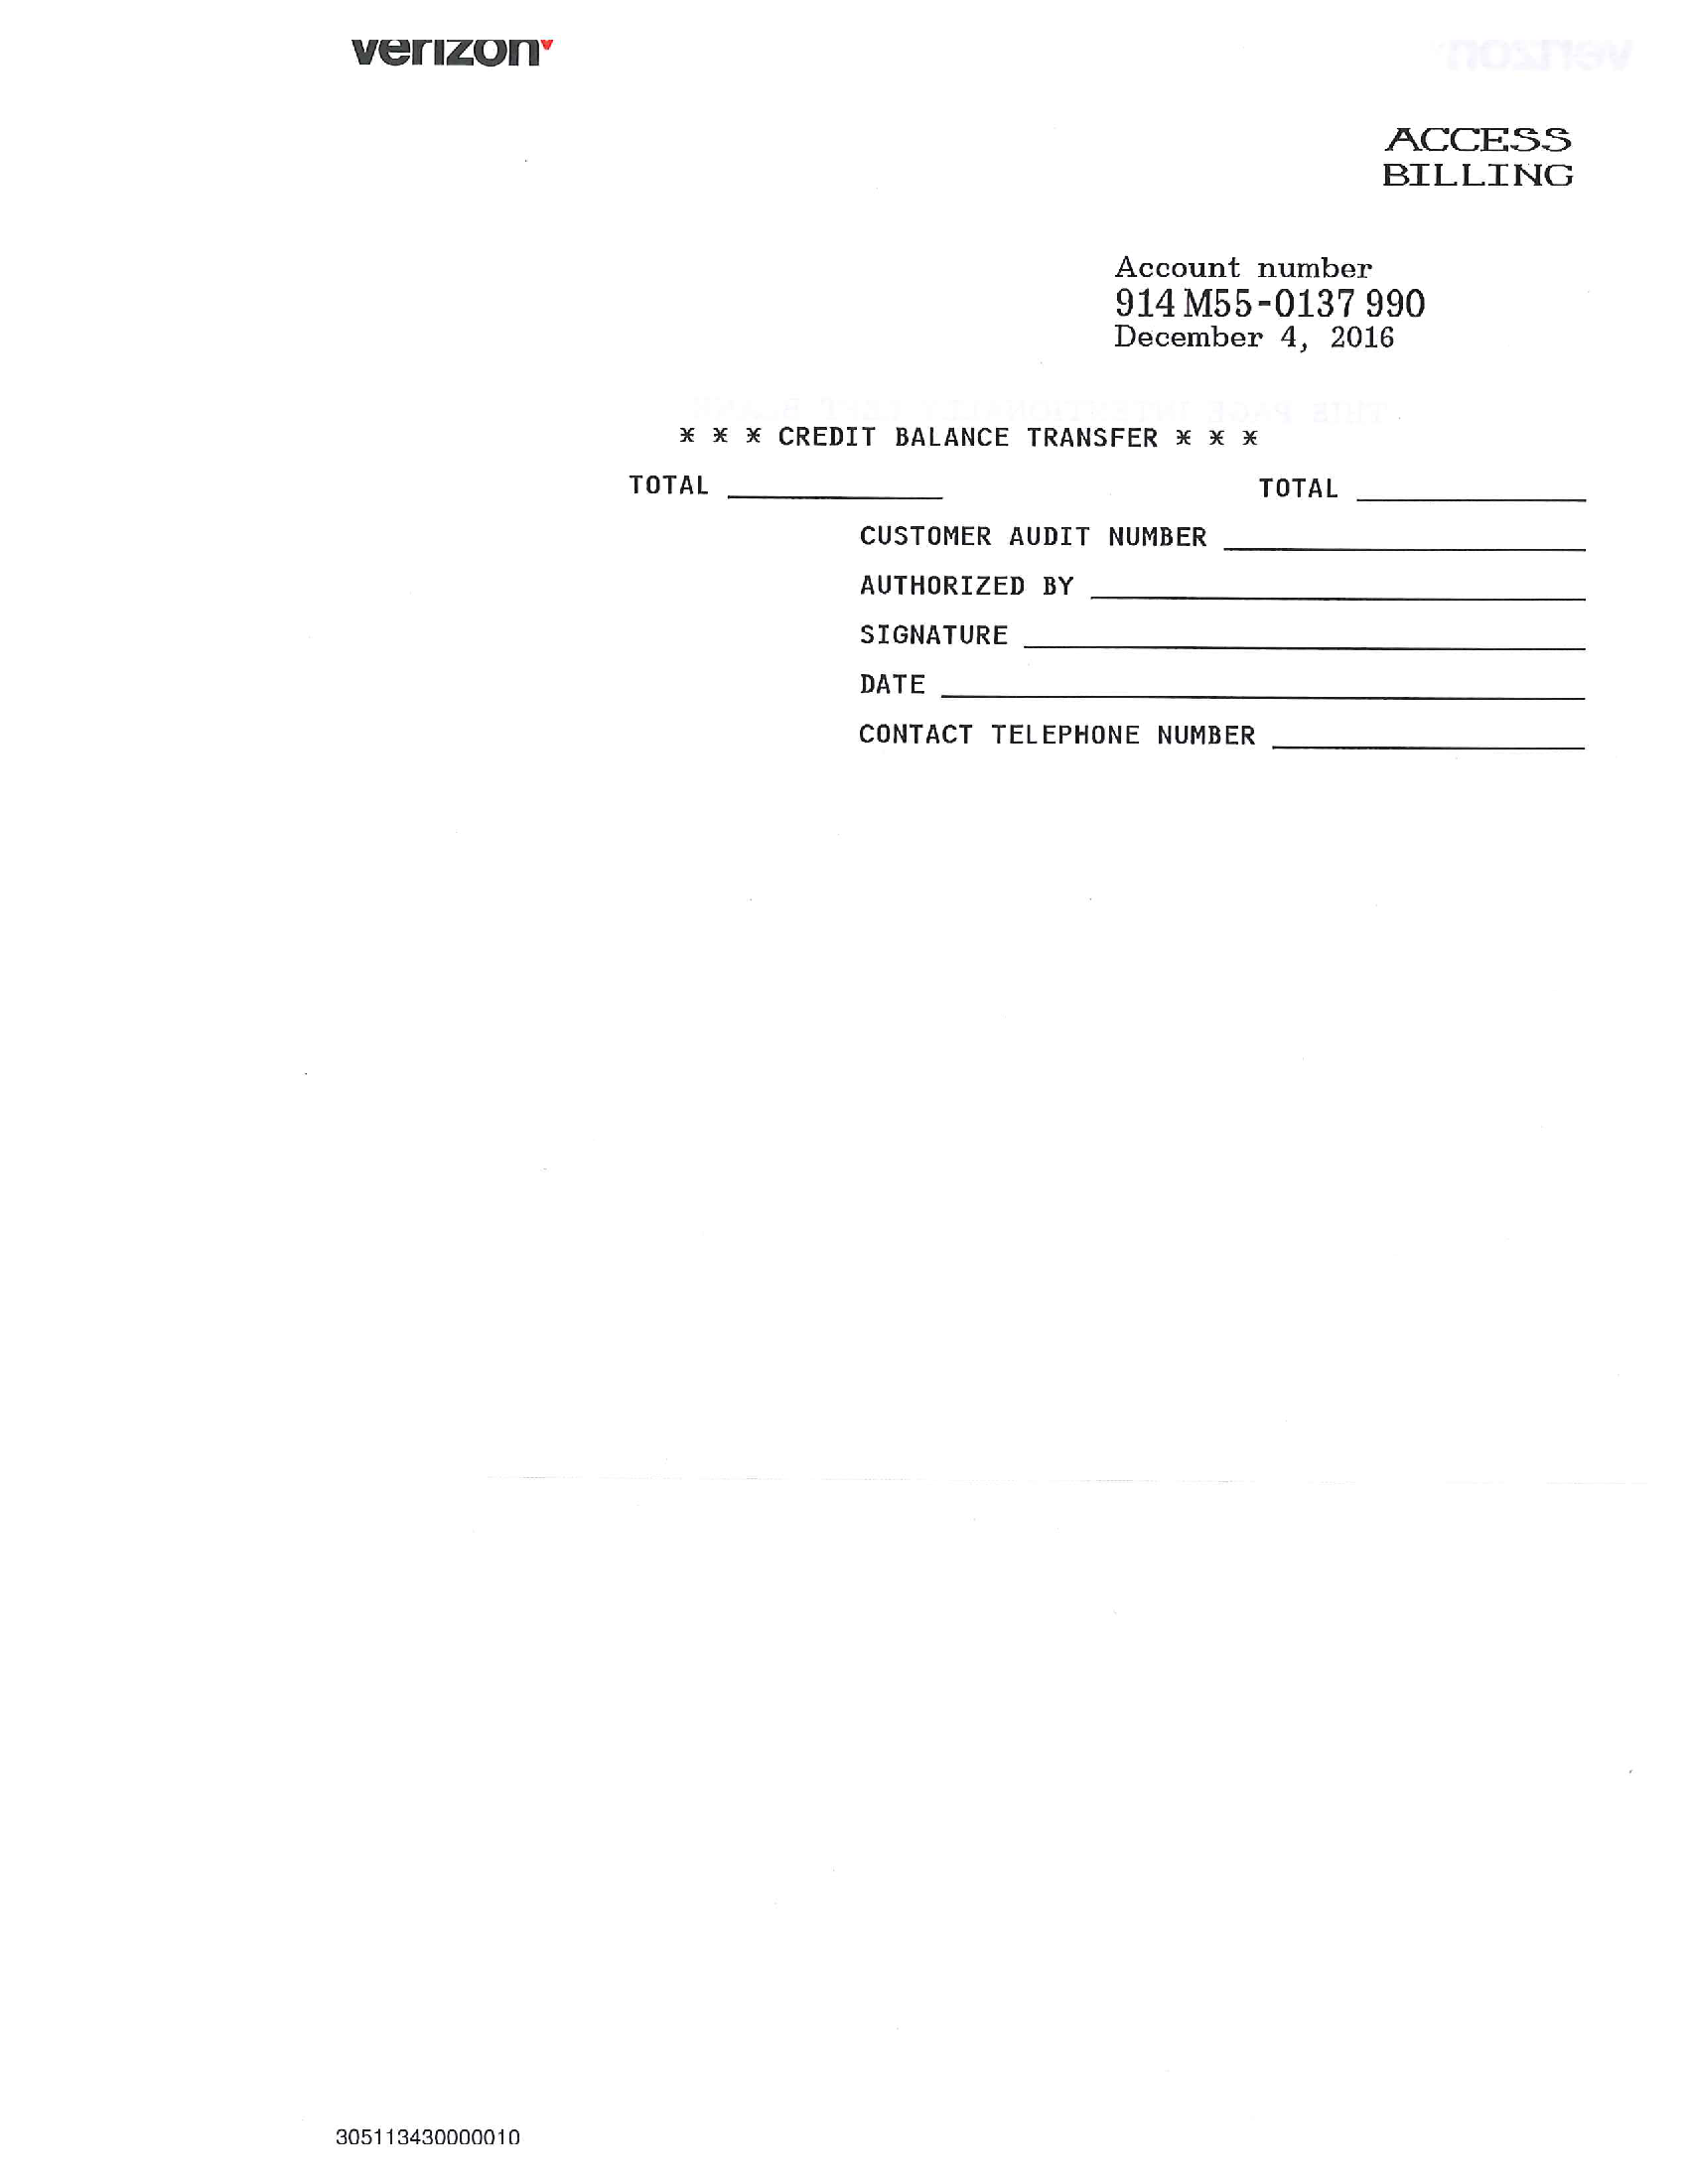 verizon
ACCESS
BILLING
Account number
914 M55-0137 990
December 4, 2016
* * * CREDIT BALANCE TRANSFER * * *
TOTAL ____________ TOTAL ____________
CUSTOMER AUDIT NUMBER ____________
AUTHORIZED BY ____________
SIGNATURE ____________
DATE ____________
CONTACT TELEPHONE NUMBER ____________
305113430000010